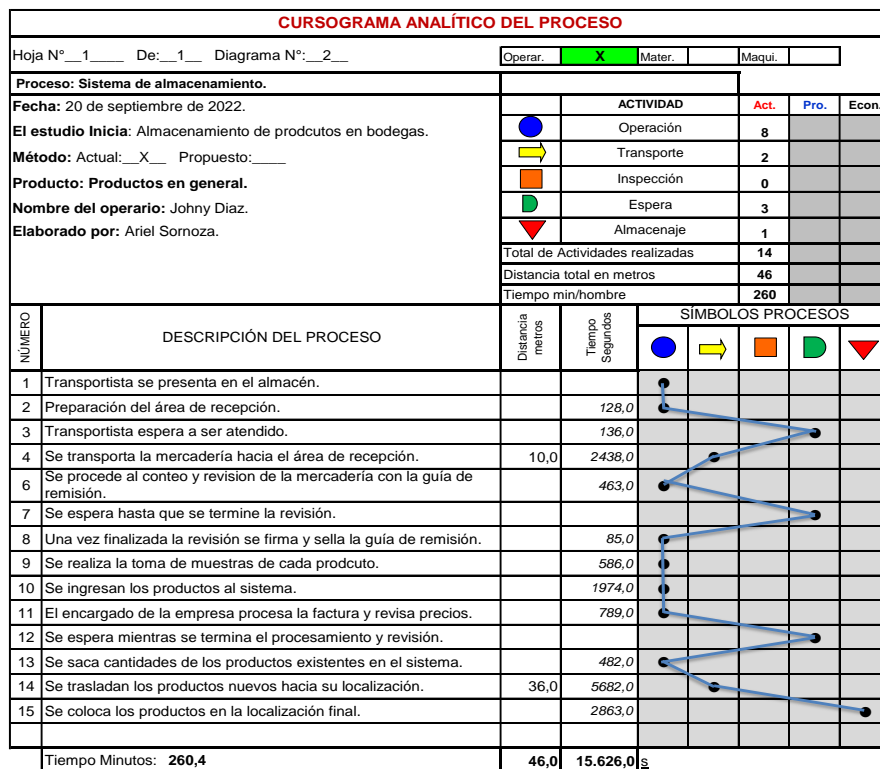 CURSOGRAMA ANALÍTICO DEL PROCESO
Hoja N°__1____ De:__1__ Diagrama N°:__2__ Operar. X Mater. Maqui.
Proceso: Sistema de almacenamiento.
Fecha: 20 de septiembre de 2022.
El estudio Inicia: Almacenamiento de prodcutos en bodegas.
Método: Actual:__X__ Propuesto:____
Producto: Productos en general.
Nombre del operario: Johny Diaz.
Elaborado por: Ariel Sornoza.
ACTIVIDAD Act. Pro. Econ.
Operación 8
Transporte 2
Inspección 0
Espera 3
Almacenaje 1
Total de Actividades realizadas 14
Distancia total en metros 46
Tiempo min/hombre 260
NÚMERO DESCRIPCIÓN DEL PROCESO Distancia metros Tiempo Segundos SÍMBOLOS PROCESOS
1 Transportista se presenta en el almacén.
2 Preparación del área de recepción. 128,0
3 Transportista espera a ser atendido. 136,0
4 Se transporta la mercadería hacia el área de recepción. 10,0 2438,0
6 Se procede al conteo y revision de la mercadería con la guía de
remisión. 463,0
7 Se espera hasta que se termine la revisión.
8 Una vez finalizada la revisión se firma y sella la guía de remisión. 85,0
9 Se realiza la toma de muestras de cada prodcuto. 586,0
10 Se ingresan los productos al sistema. 1974,0
11 El encargado de la empresa procesa la factura y revisa precios. 789,0
12 Se espera mientras se termina el procesamiento y revisión.
13 Se saca cantidades de los productos existentes en el sistema. 482,0
14 Se trasladan los productos nuevos hacia su localización. 36,0 5682,0
15 Se coloca los productos en la localización final. 2863,0
Tiempo Minutos: 260,4 46,0 15.626,0 s